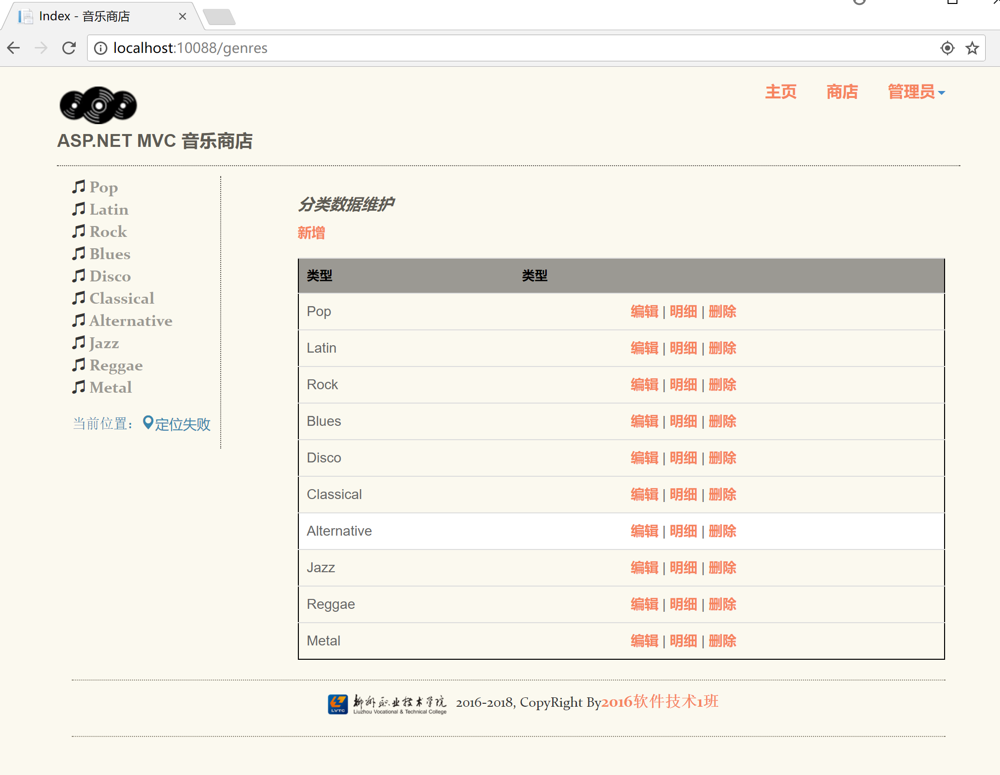 Index - 音乐商店
localhost:10088/genres
主页 商店 管理员
ASP.NET MVC 音乐商店
Pop
Latin
Rock
Blues
Disco
Classical
Alternative
Jazz
Reggae
Metal
当前位置： 定位失败
分类数据维护
新增
类型 类型
Pop 编辑 | 明细 | 删除
Latin 编辑 | 明细 | 删除
Rock 编辑 | 明细 | 删除
Blues 编辑 | 明细 | 删除
Disco 编辑 | 明细 | 删除
Classical 编辑 | 明细 | 删除
Alternative 编辑 | 明细 | 删除
Jazz 编辑 | 明细 | 删除
Reggae 编辑 | 明细 | 删除
Metal 编辑 | 明细 | 删除
LVTC 柳州职业技术学院 2016-2018, CopyRight By2016软件技术1班
Liuzhou Vocational & Technical College